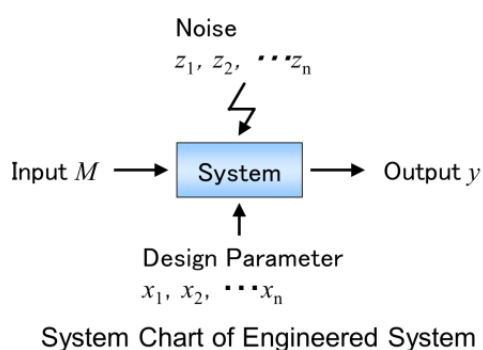 Noise
z₁, z₂, ･･･zₙ
Input M
System
Output y
Design Parameter
x₁, x₂, ･･･xₙ
System Chart of Engineered System